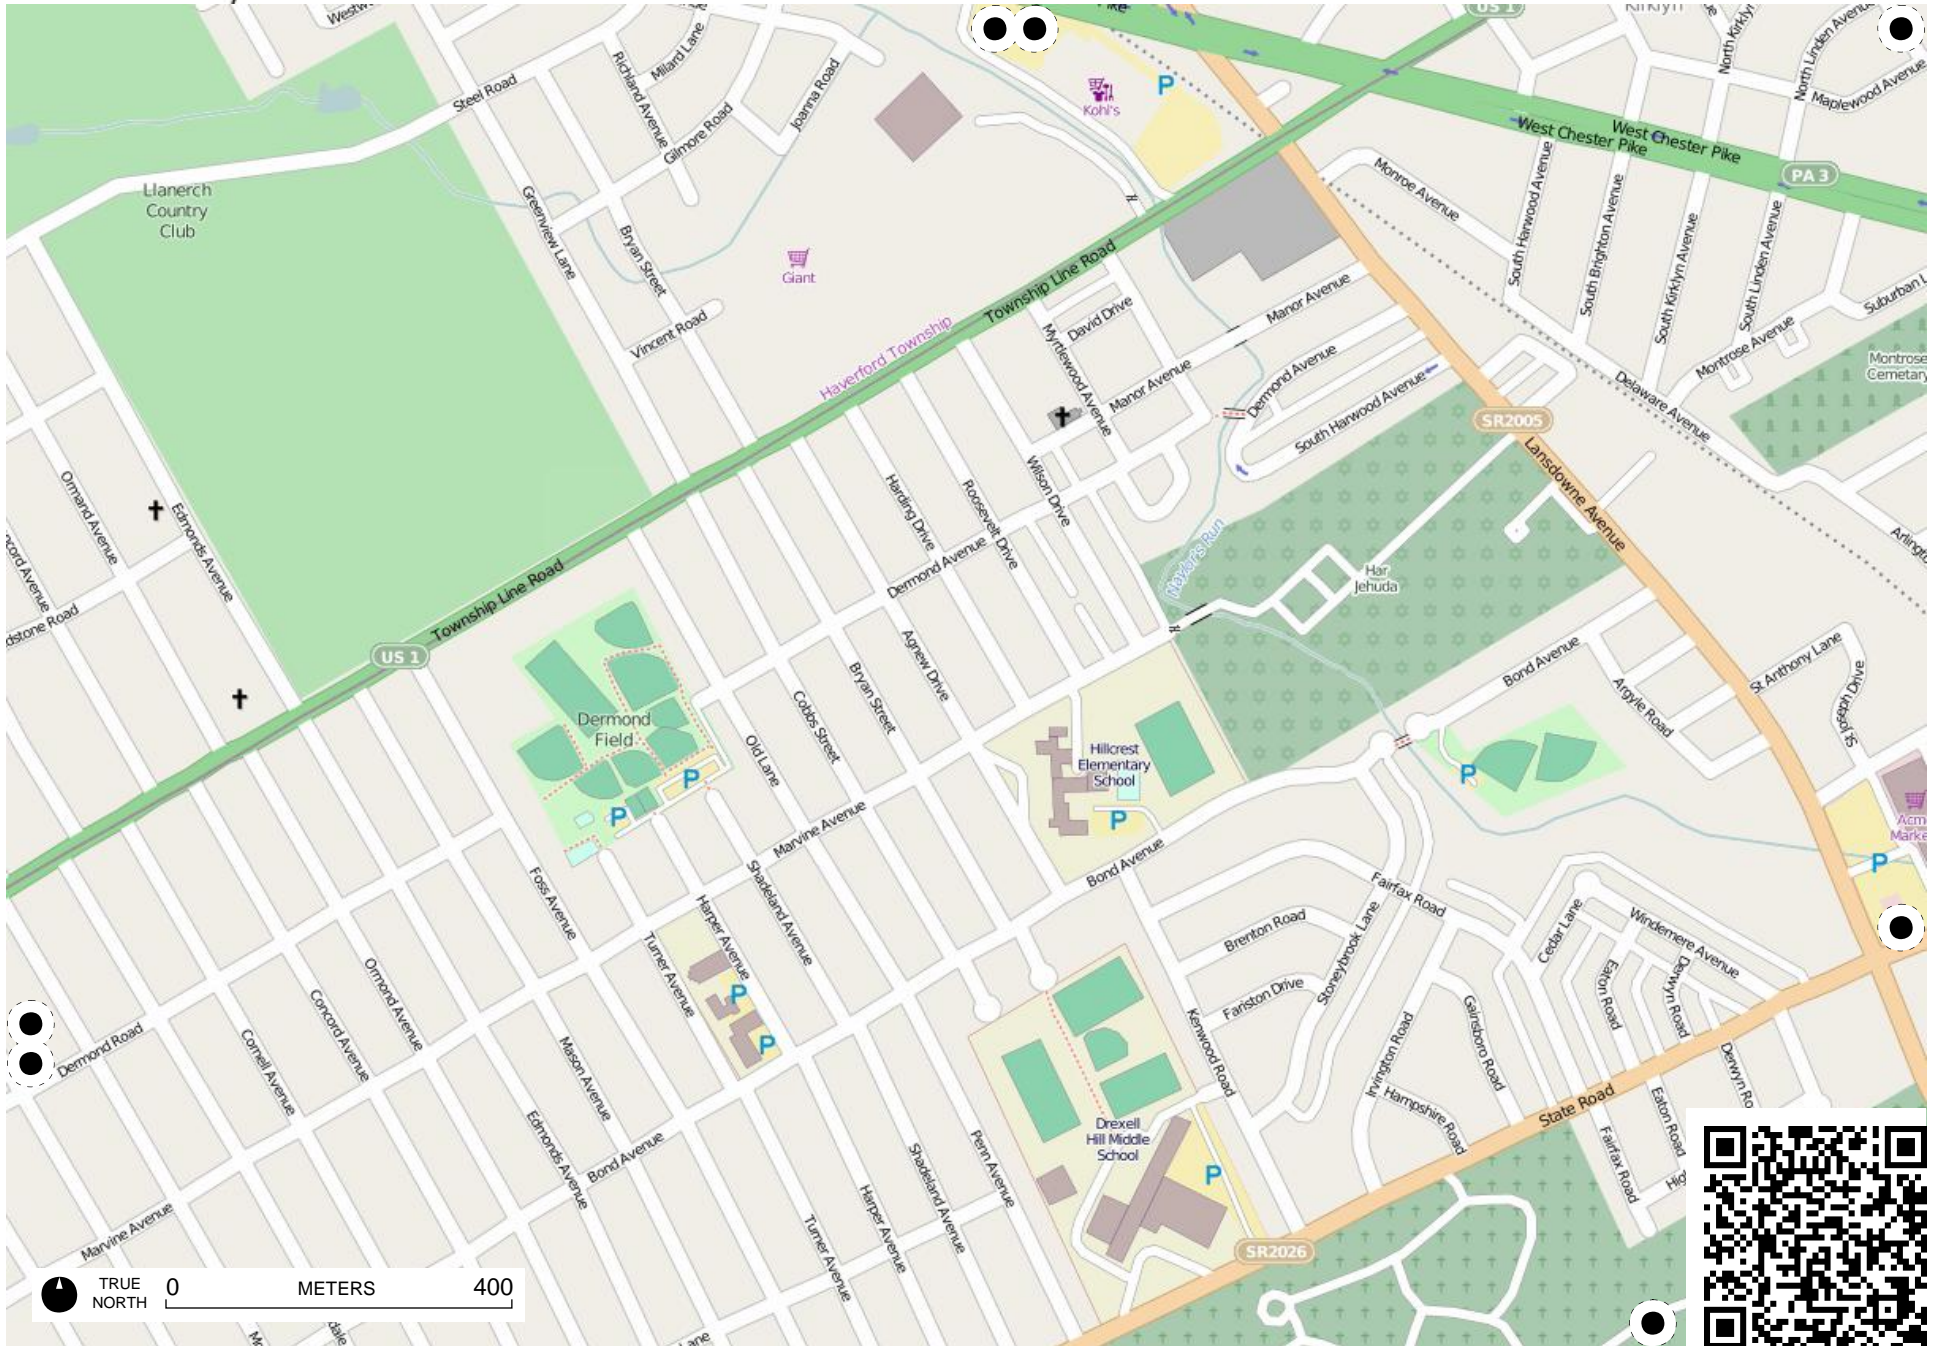 Steel Road
Richland Avenue
Milard Lane
Gilmore Road
Joanna Road
Kohl's
P
US 1
Kirklyn
West Chester Pike
West Chester Pike
North Linden Avenue
Maplewood Avenue
PA 3
Llanerch
Country
Club
Greenview Lane
Bryan Street
Vincent Road
Giant
Haverford Township
Township Line Road
Monroe Avenue
South Harwood Avenue
South Brighton Avenue
South Kirklyn Avenue
South Linden Avenue
Montrose Avenue
Montrose
Cemetary
Delaware Avenue
David Drive
Myrtlewood Avenue
Manor Avenue
Manor Avenue
Dermond Avenue
South Harwood Avenue
SR2005
Lansdowne Avenue
Ormand Avenue
Edmonds Avenue
Harding Drive
Roosevelt Drive
Wilson Drive
Dermond Avenue
Naylor's Run
Har
Jehuda
US 1
Township Line Road
Dermond
Field
P
P
Agnew Drive
Bryan Street
Cobbs Street
Old Lane
Marvine Avenue
Hillcrest
Elementary
School
P
Bond Avenue
Bond Avenue
Argyle Road
St Anthony Lane
St Joseph Drive
P
P
Foss Avenue
Turner Avenue
Harper Avenue
Shadeland Avenue
P
P
Fairfax Road
Brenton Road
Fariston Drive
Stoneybrook Lane
Kenwood Road
Irvington Road
Gainsboro Road
Hampshire Road
Cedar Lane
Windemere Avenue
Eaton Road
Derwyn Road
State Road
Eaton Road
Fairfax Road
Dermond Road
Cornell Avenue
Concord Avenue
Ormond Avenue
Mason Avenue
Edmonds Avenue
Bond Avenue
Marvine Avenue
Drexell
Hill Middle
School
P
Penn Avenue
Shadeland Avenue
Harper Avenue
Turner Avenue
SR2026
TRUE
NORTH
0 METERS 400